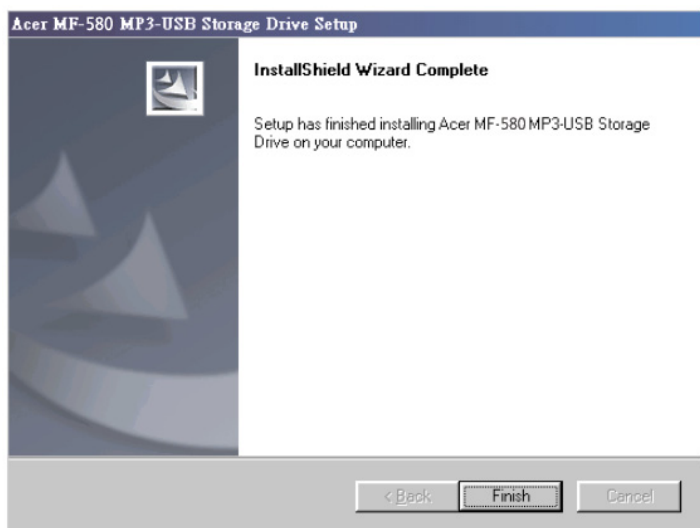 Acer MF-580 MP3-USB Storage Drive Setup
InstallShield Wizard Complete
Setup has finished installing Acer MF-580 MP3-USB Storage
Drive on your computer.
< Back
Finish
Cancel